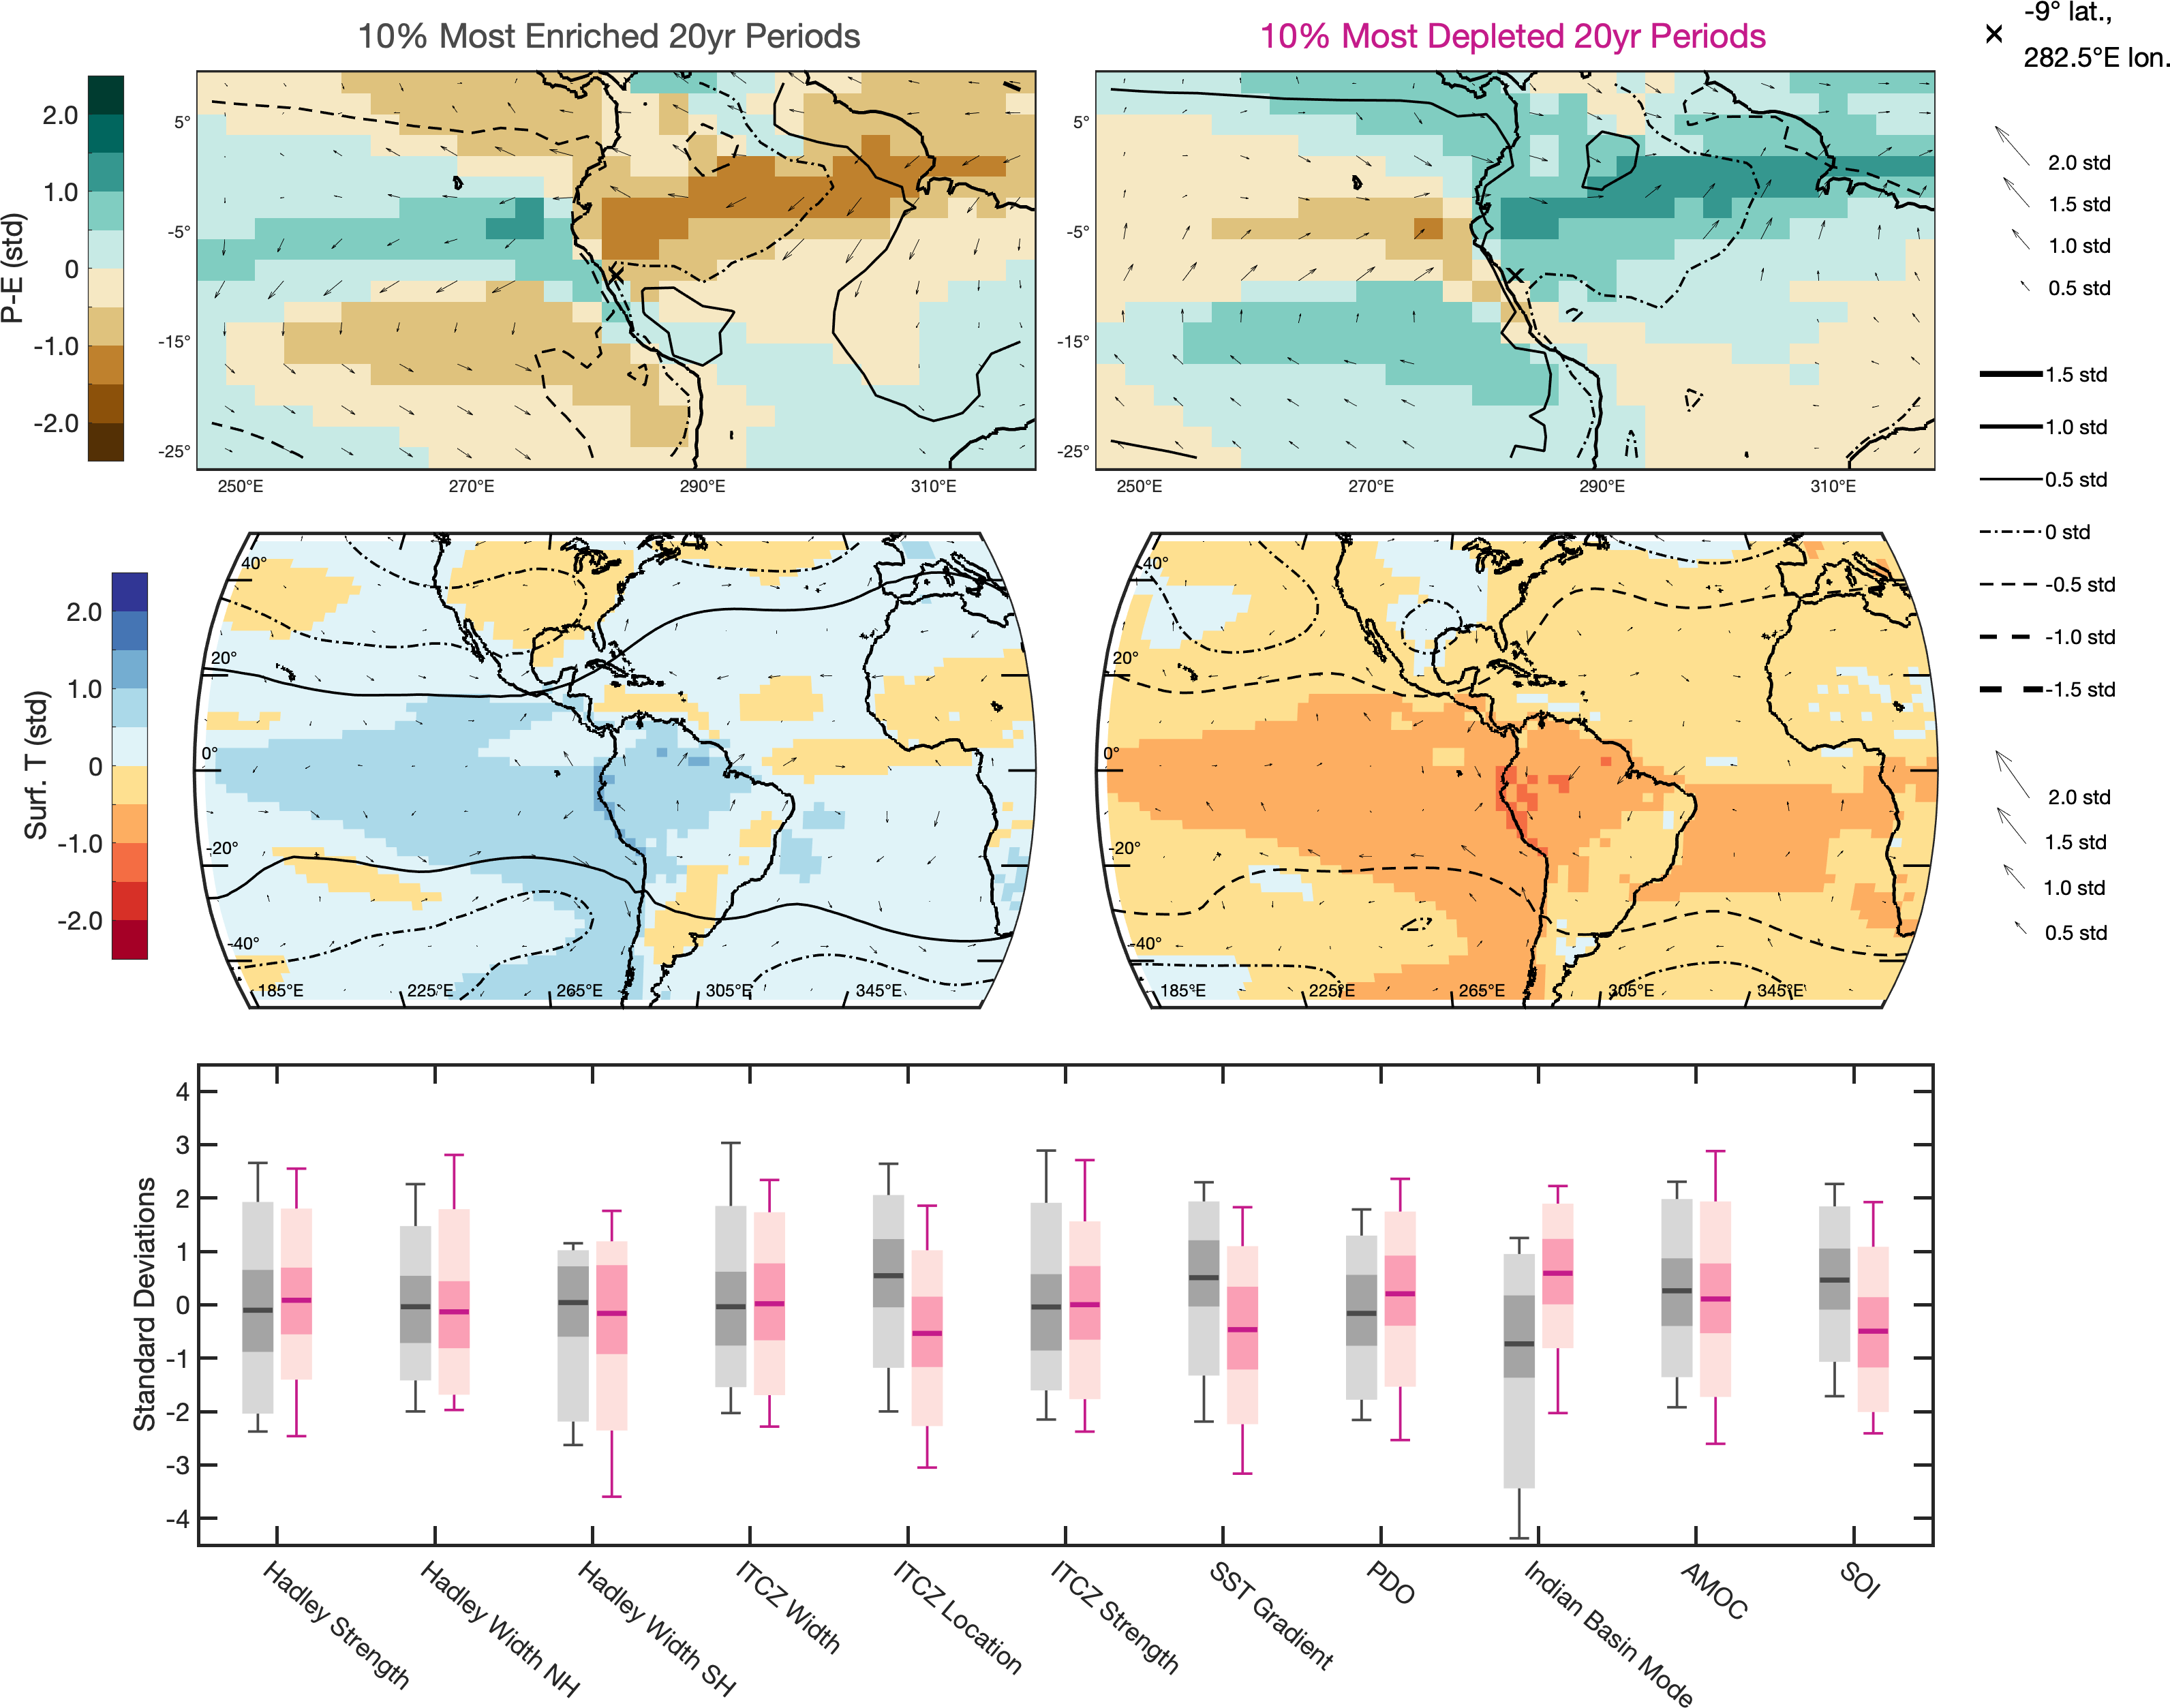 10% Most Enriched 20yr Periods
10% Most Depleted 20yr Periods
-9° lat.,
282.5°E lon.
P-E (std)
2.0
1.0
0
-1.0
-2.0
5°
-5°
-15°
-25°
250°E
270°E
290°E
310°E
5°
-5°
-15°
-25°
250°E
270°E
290°E
310°E
2.0 std
1.5 std
1.0 std
0.5 std
1.5 std
1.0 std
0.5 std
0 std
-0.5 std
-1.0 std
-1.5 std
Surf. T (std)
2.0
1.0
0
-1.0
-2.0
40°
20°
0°
-20°
-40°
185°E
225°E
265°E
305°E
345°E
40°
20°
0°
-20°
-40°
185°E
225°E
265°E
305°E
345°E
2.0 std
1.5 std
1.0 std
0.5 std
Standard Deviations
4
3
2
1
0
-1
-2
-3
-4
Hadley Strength
Hadley Width NH
Hadley Width SH
ITCZ Width
ITCZ Location
ITCZ Strength
SST Gradient
PDO
Indian Basin Mode
AMOC
SOI